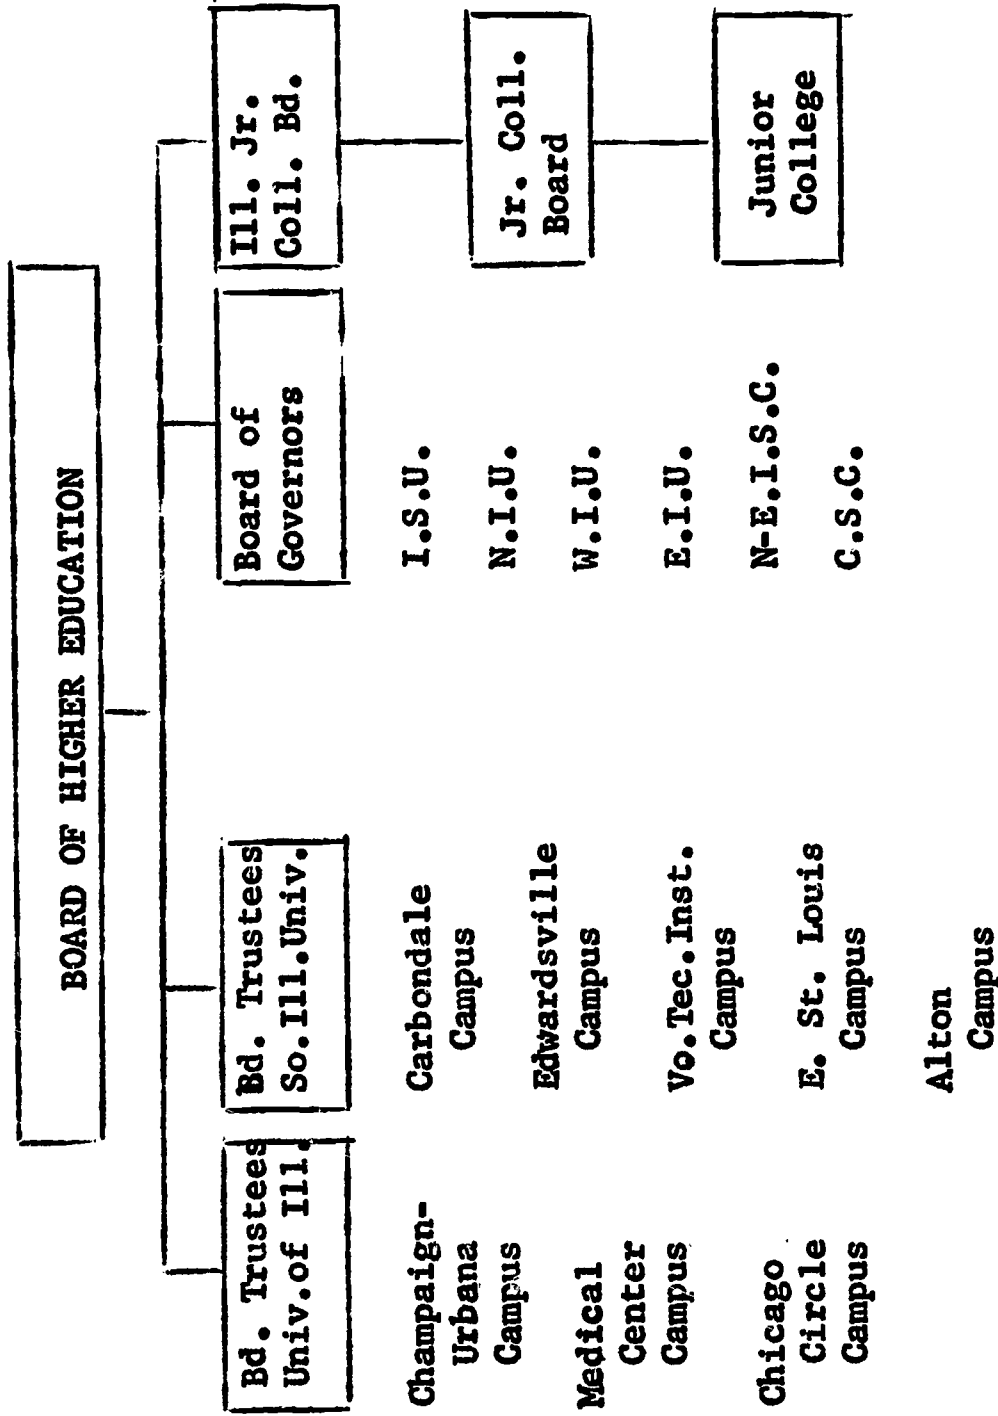 BOARD OF HIGHER EDUCATION
Bd. Trustees
Univ.of Ill.
Champaign-
Urbana
Campus
Medical
Center
Campus
Chicago
Circle
Campus
Bd. Trustees
So.Ill.Univ.
Carbondale
Campus
Edwardsville
Campus
Vo.Tec.Inst.
Campus
E. St. Louis
Campus
Alton
Campus
Board of
Governors
I.S.U.
N.I.U.
W.I.U.
E.I.U.
N-E.I.S.C.
C.S.C.
Ill. Jr.
Coll. Bd.
Jr. Coll.
Board
Junior
College